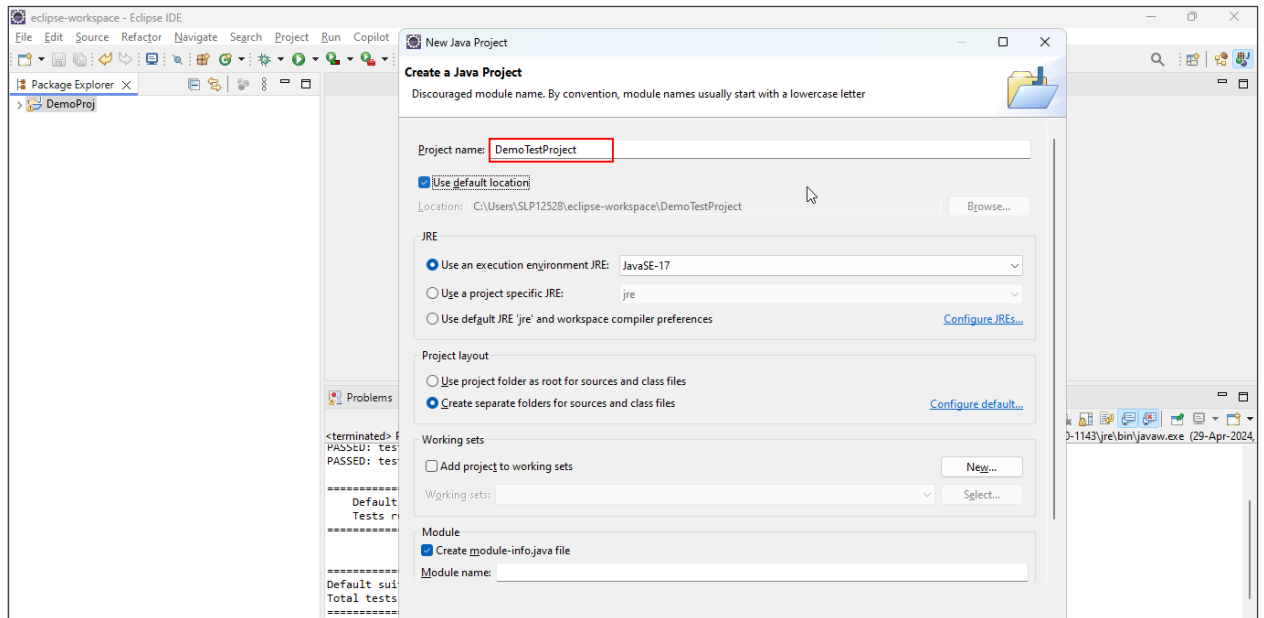 eclipse-workspace - Eclipse IDE
File Edit Source Refactor Navigate Search Project Run Copilot
Package Explorer
DemoProj
New Java Project
Create a Java Project
Discouraged module name. By convention, module names usually start with a lowercase letter
Project name: DemoTestProject
Use default location
Location: C:\Users\SLP12528\eclipse-workspace\DemoTestProject Browse...
JRE
Use an execution environment JRE: JavaSE-17
Use a project specific JRE: jre
Use default JRE 'jre' and workspace compiler preferences Configure JREs...
Project layout
Use project folder as root for sources and class files
Create separate folders for sources and class files Configure default...
Working sets
Add project to working sets New...
Working sets: Select...
Module
Create module-info.java file
Module name:
Problems
<terminated> 0-1143\jre\bin\javaw.exe (29-Apr-2024,
PASSED: tes
PASSED: tes
===========
Default
Tests r
===========
===========
Default sui
Total tests
===========